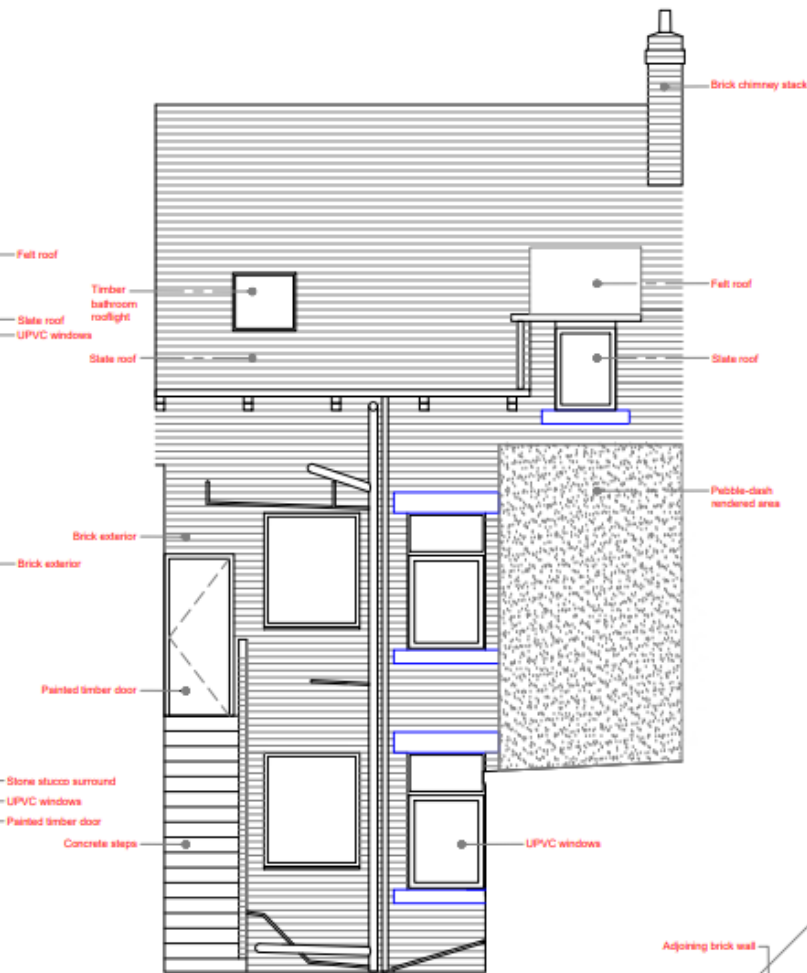 Brick chimney stack
Felt roof
Timber
bathroom
rooflight
Felt roof
Slate roof
UPVC windows
Slate roof
Slate roof
Pebble-dash
rendered area
Brick exterior
Brick exterior
Painted timber door
Stone stucco surround
UPVC windows
Painted timber door
Concrete steps
UPVC windows
Adjoining brick wall